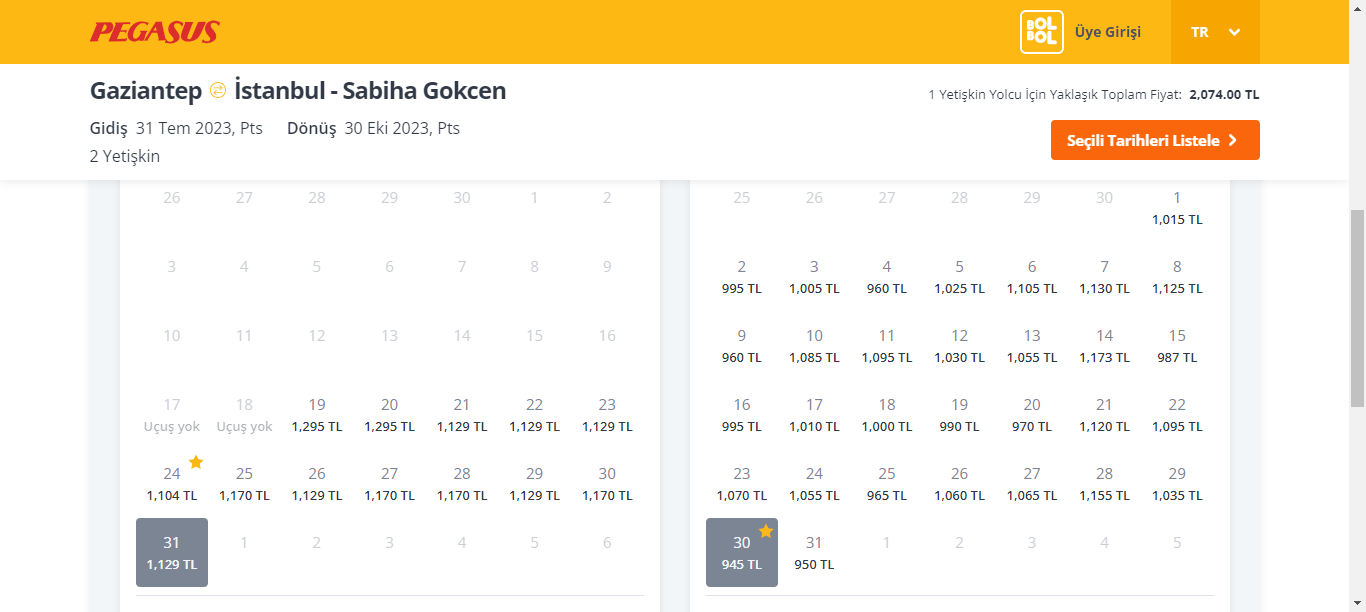 PEGASUS
BOL BOL
Üye Girişi
TR
Gaziantep İstanbul - Sabiha Gokcen
1 Yetişkin Yolcu İçin Yaklaşık Toplam Fiyat: 2,074.00 TL
Gidiş 31 Tem 2023, Pts Dönüş 30 Eki 2023, Pts
Seçili Tarihleri Listele
2 Yetişkin
26 27 28 29 30 1 2
3 4 5 6 7 8 9
10 11 12 13 14 15 16
17 18 19 20 21 22 23
Uçuş yok Uçuş yok 1,295 TL 1,295 TL 1,129 TL 1,129 TL 1,129 TL
24 25 26 27 28 29 30
1,104 TL 1,170 TL 1,129 TL 1,170 TL 1,170 TL 1,129 TL 1,170 TL
31 1 2 3 4 5 6
1,129 TL
25 26 27 28 29 30 1
1,015 TL
2 3 4 5 6 7 8
995 TL 1,005 TL 960 TL 1,025 TL 1,105 TL 1,130 TL 1,125 TL
9 10 11 12 13 14 15
960 TL 1,085 TL 1,095 TL 1,030 TL 1,055 TL 1,173 TL 987 TL
16 17 18 19 20 21 22
995 TL 1,010 TL 1,000 TL 990 TL 970 TL 1,120 TL 1,095 TL
23 24 25 26 27 28 29
1,070 TL 1,055 TL 965 TL 1,060 TL 1,065 TL 1,155 TL 1,035 TL
30 31 1 2 3 4 5
945 TL 950 TL